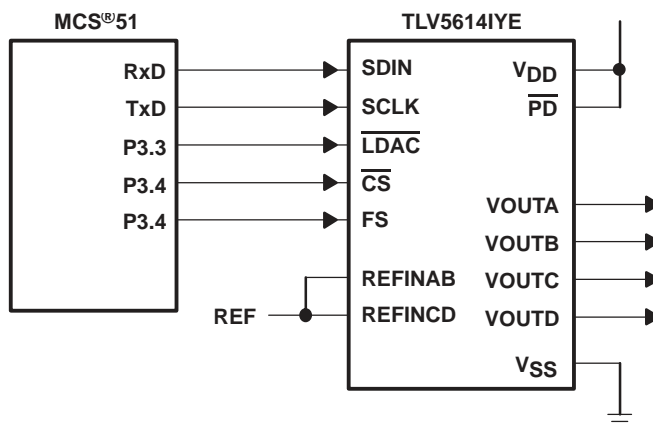 MCS®51
TLV5614IYE
RxD
TxD
P3.3
P3.4
P3.4
SDIN
SCLK
LDAC
CS
FS
REFINAB
REFINCD
REF
VDD
PD
VOUTA
VOUTB
VOUTC
VOUTD
VSS